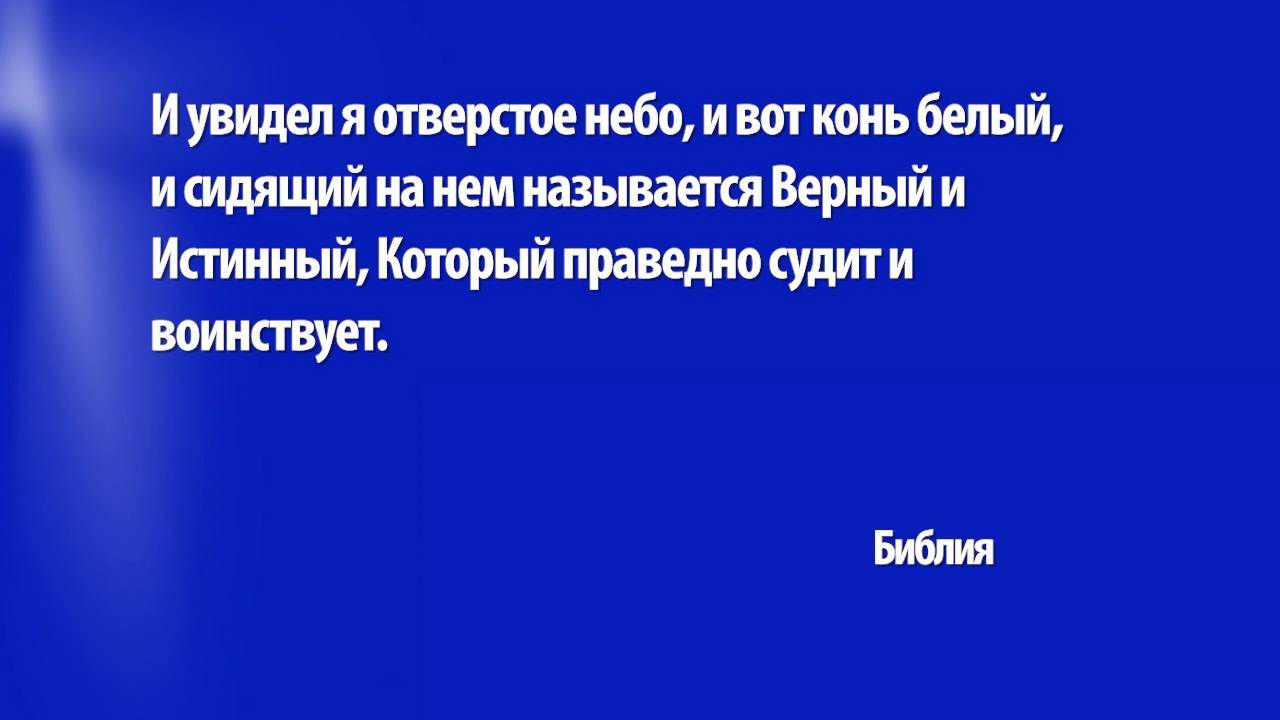 И увидел я отверстое небо, и вот конь белый,
и сидящий на нем называется Верный и
Истинный, Который праведно судит и
воинствует.
Библия